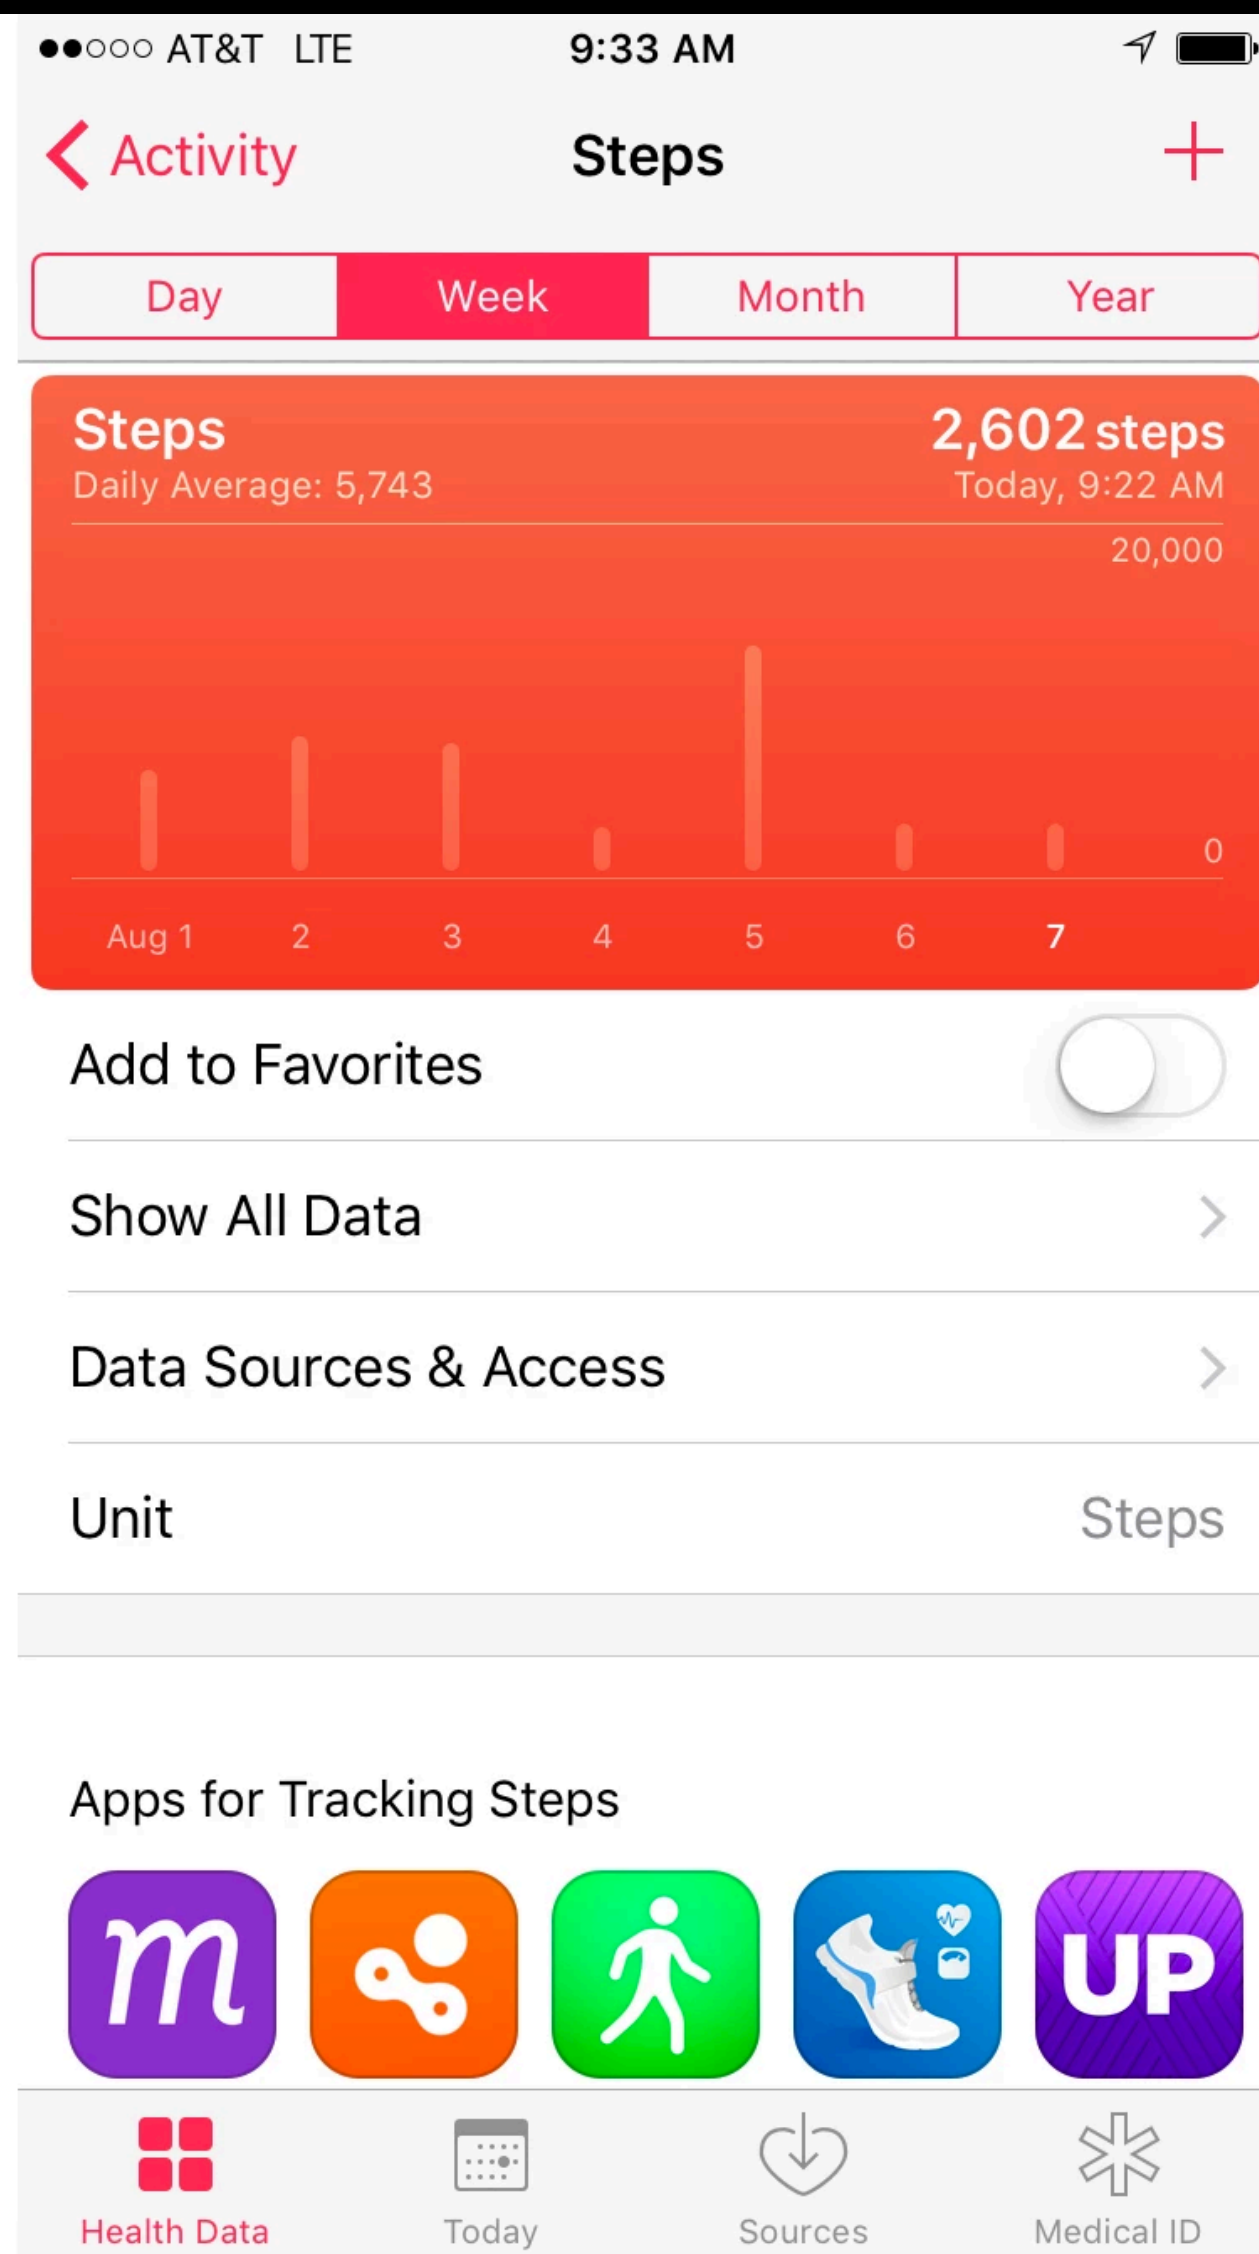 AT&T LTE 9:33 AM
Activity Steps +
Day Week Month Year
Steps 2,602 steps
Daily Average: 5,743 Today, 9:22 AM
20,000
0
Aug 1 2 3 4 5 6 7
Add to Favorites
Show All Data
Data Sources & Access
Unit Steps
Apps for Tracking Steps
m UP
Health Data Today Sources Medical ID